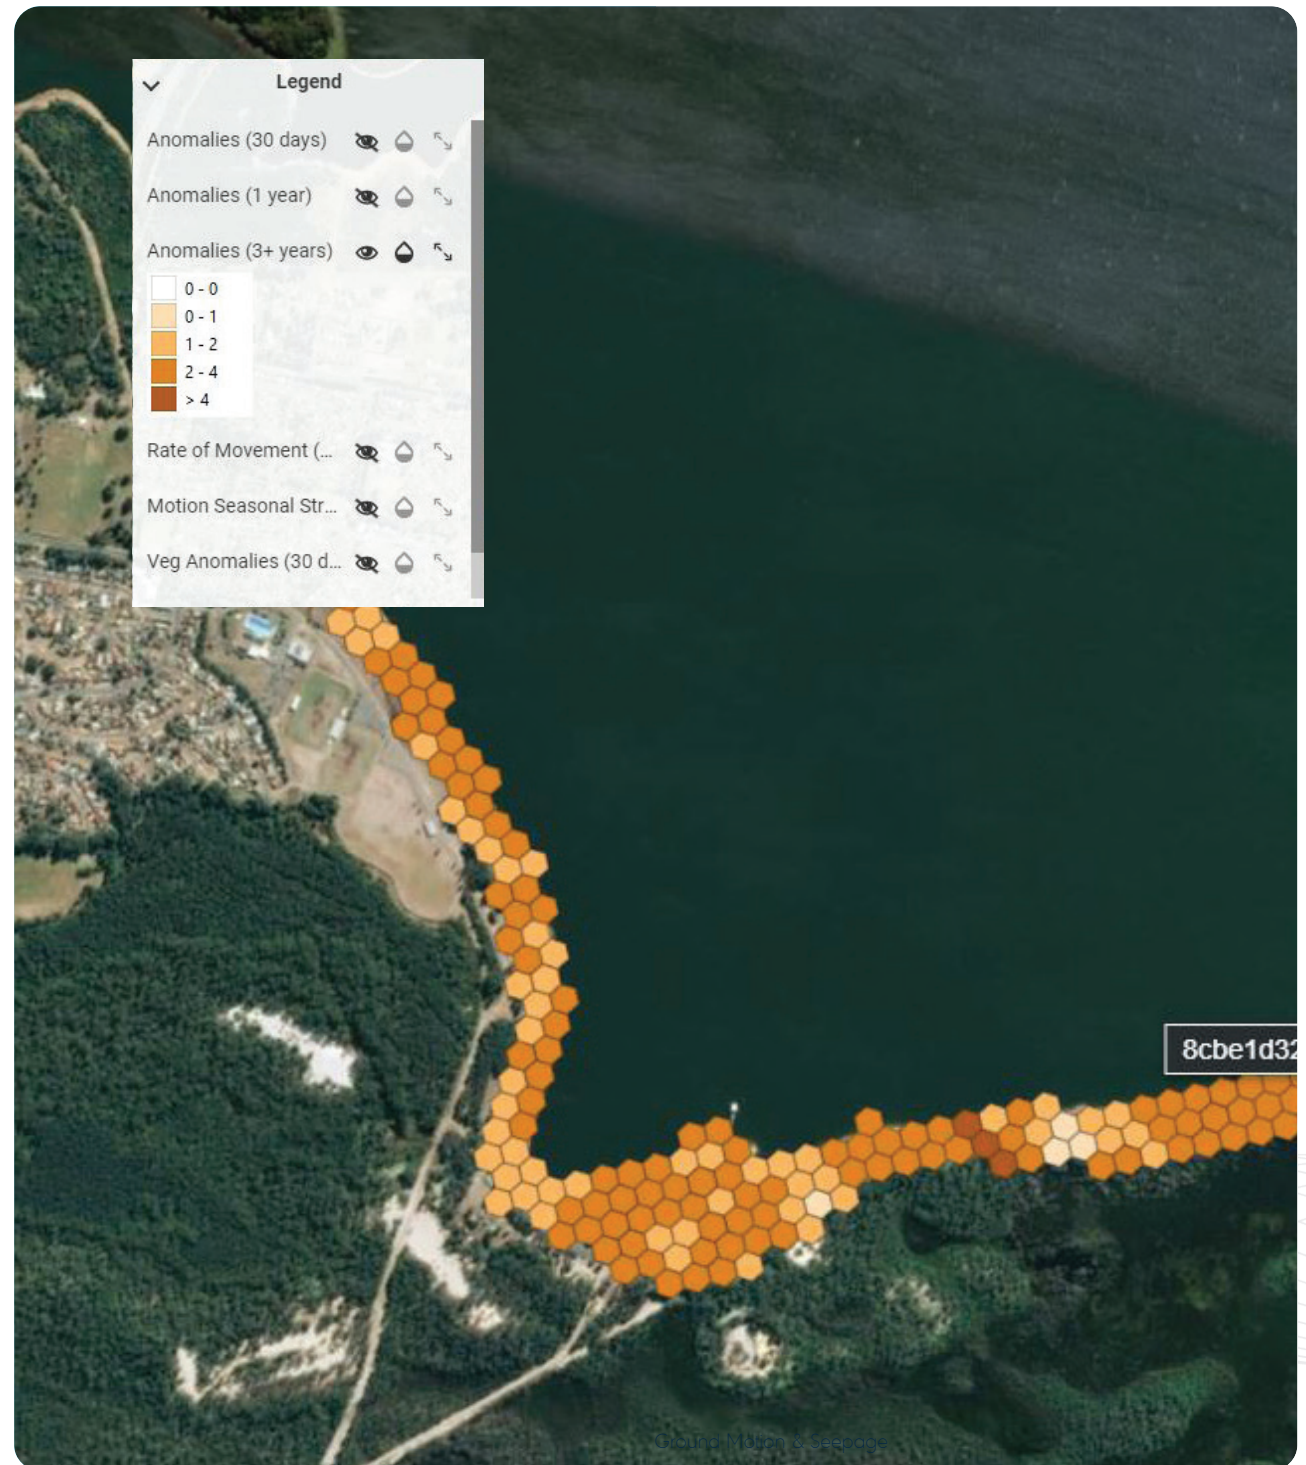 Legend
Anomalies (30 days)
Anomalies (1 year)
Anomalies (3+ years)
0 - 0
0 - 1
1 - 2
2 - 4
> 4
Rate of Movement (...
Motion Seasonal Str...
Veg Anomalies (30 d...
8cbe1d32
Ground Motion & Seepage